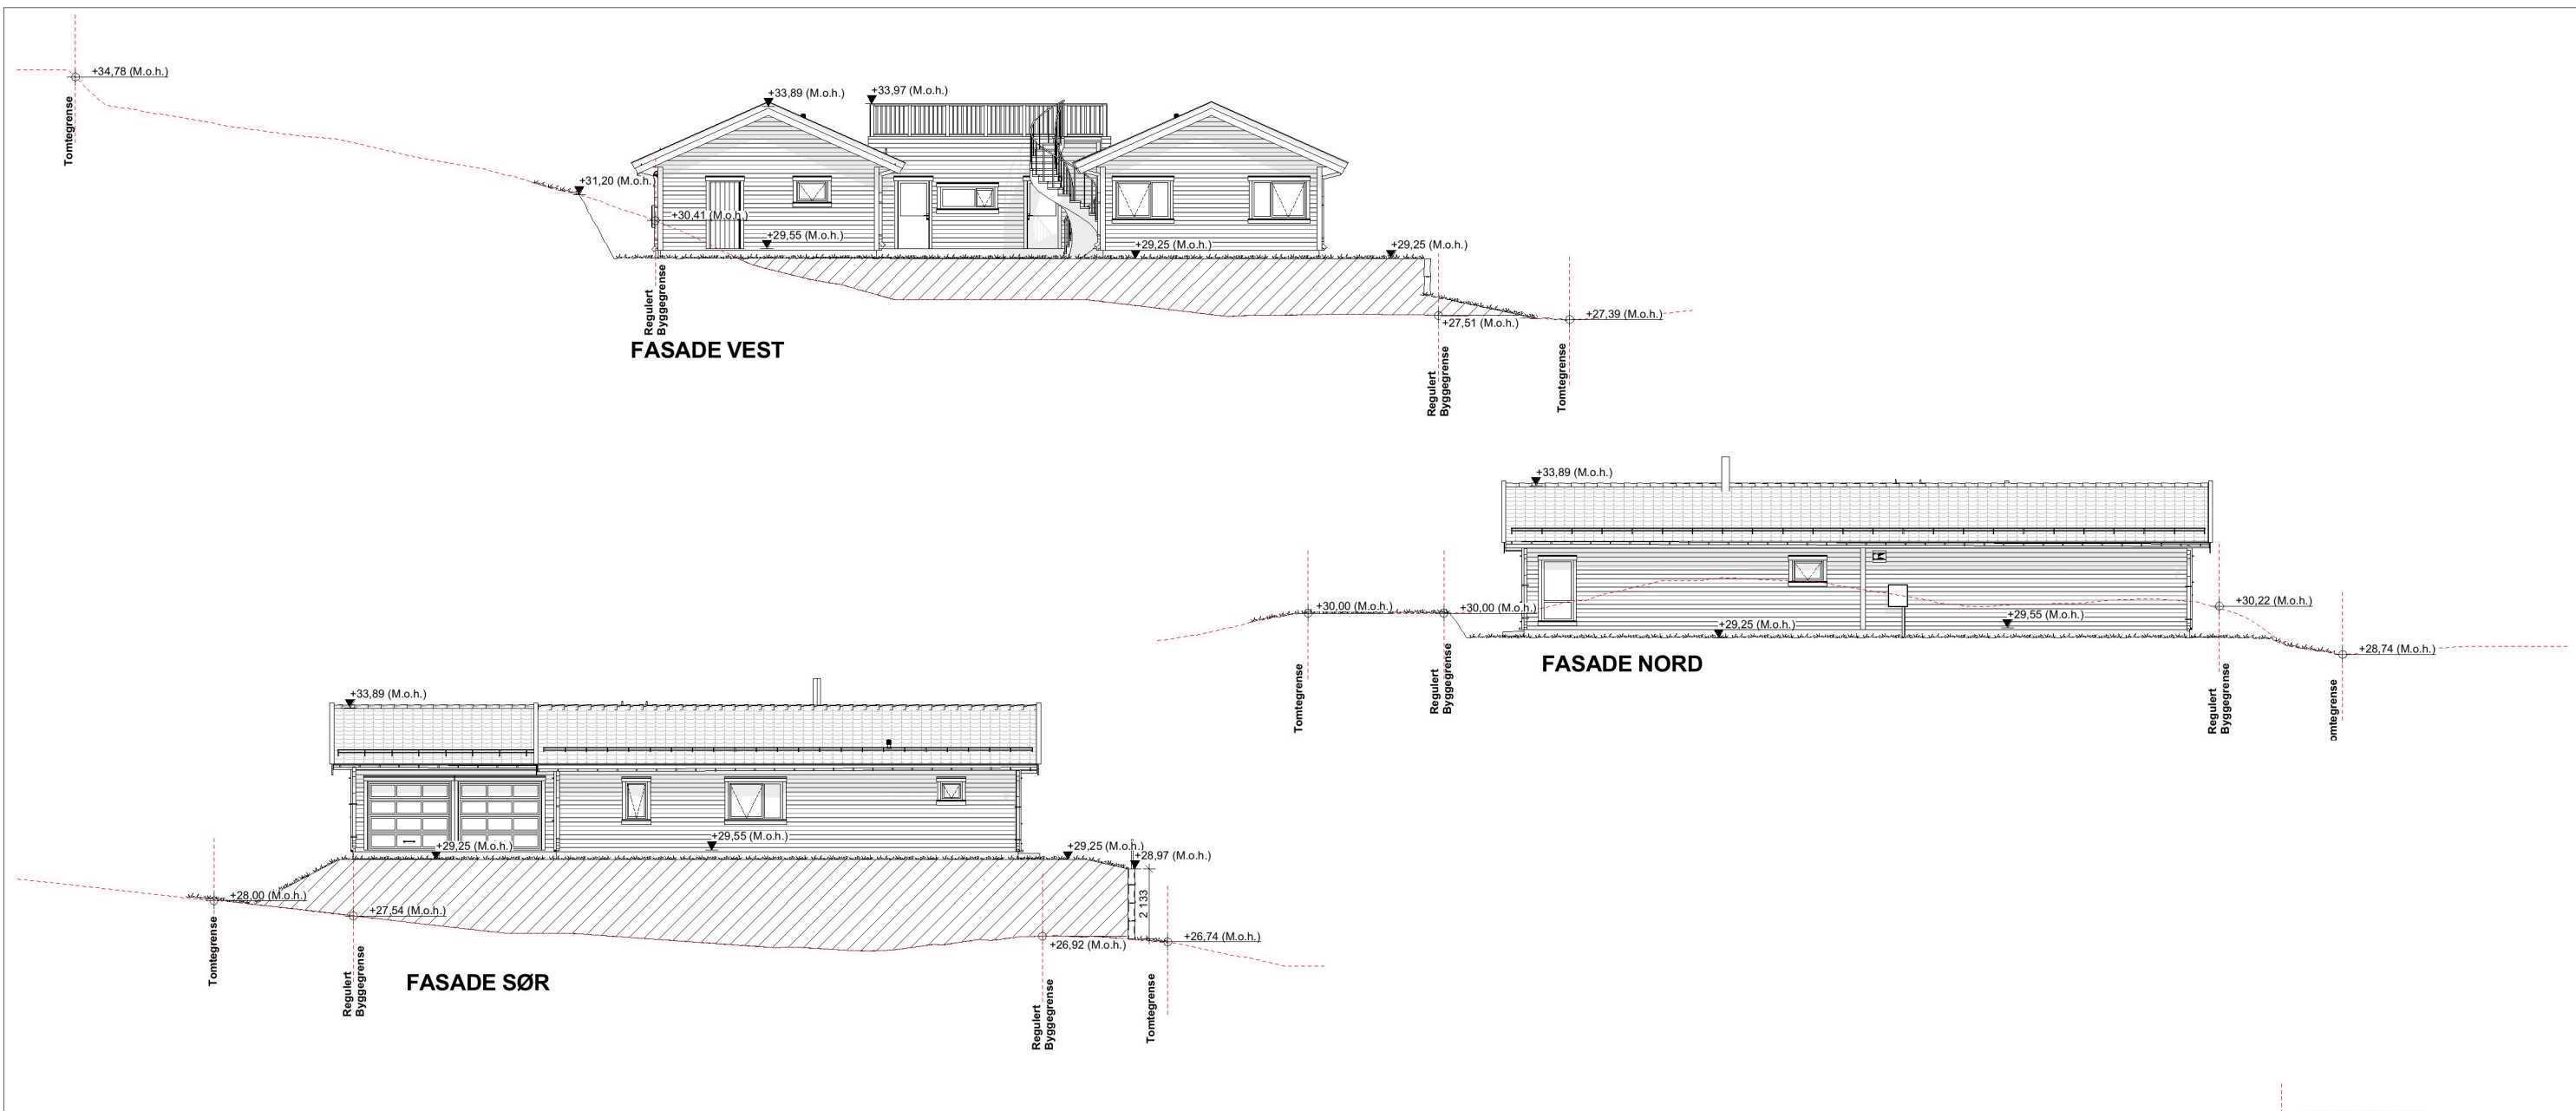 +34,78 (M.o.h.)
Tomtegrense
+33,89 (M.o.h.)
+33,97 (M.o.h.)
+31,20 (M.o.h.)
+30,41 (M.o.h.)
+29,55 (M.o.h.)
+29,25 (M.o.h.)
+29,25 (M.o.h.)
Regulert
Byggegrense
+27,51 (M.o.h.)
+27,39 (M.o.h.)
FASADE VEST
Regulert
Byggegrense
Tomtegrense
+33,89 (M.o.h.)
+30,00 (M.o.h.)
+30,00 (M.o.h.)
+30,22 (M.o.h.)
+29,55 (M.o.h.)
+29,25 (M.o.h.)
+28,74 (M.o.h.)
FASADE NORD
Tomtegrense
Regulert
Byggegrense
Regulert
Byggegrense
omtegrense
+33,89 (M.o.h.)
+29,55 (M.o.h.)
+29,25 (M.o.h.)
+29,25 (M.o.h.)
+28,97 (M.o.h.)
2 133
+28,00 (M.o.h.)
+27,54 (M.o.h.)
+26,92 (M.o.h.)
+26,74 (M.o.h.)
Tomtegrense
Regulert
Byggegrense
FASADE SØR
Regulert
Byggegrense
Tomtegrense